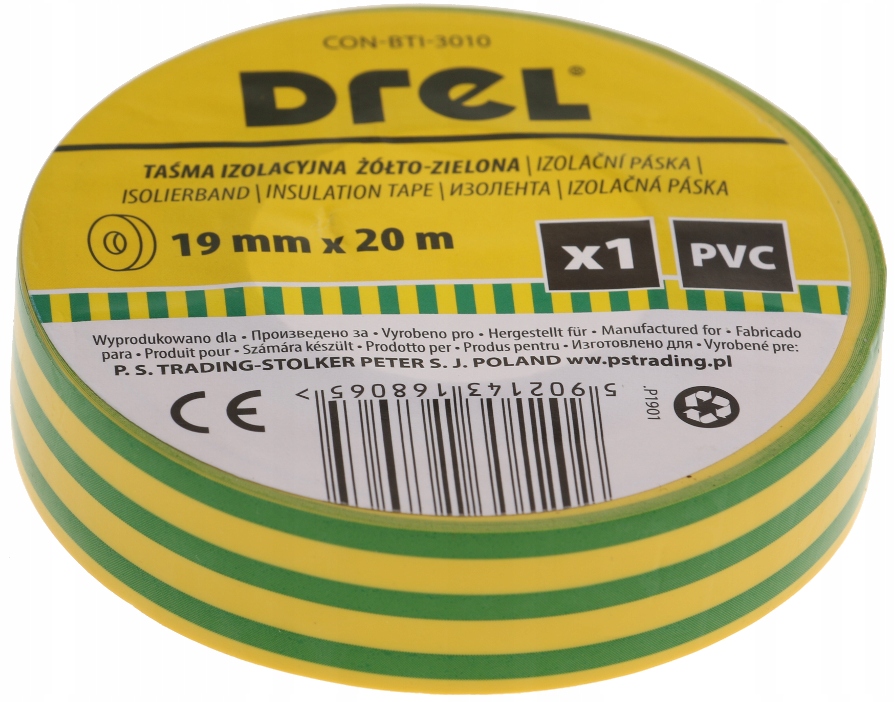 CON-BTI-3010
Drel®
TAŚMA IZOLACYJNA ŻÓŁTO-ZIELONA | IZOLAČNÍ PÁSKA |
ISOLIERBAND | INSULATION TAPE | ИЗОЛЕНТА | IZOLAČNÁ PÁSKA
19 mm x 20 m
x1
PVC
Wyprodukowano dla • Произведено за • Vyrobeno pro • Hergestellt für • Manufactured for • Fabricado
para • Produit pour • Számára készült • Prodotto per • Produs pentru • Изготовлено для • Vyrobené pre:
P. S. TRADING-STOLKER PETER S. J. POLAND ww.pstrading.pl
CE
5 902143 168065 >
.P1901